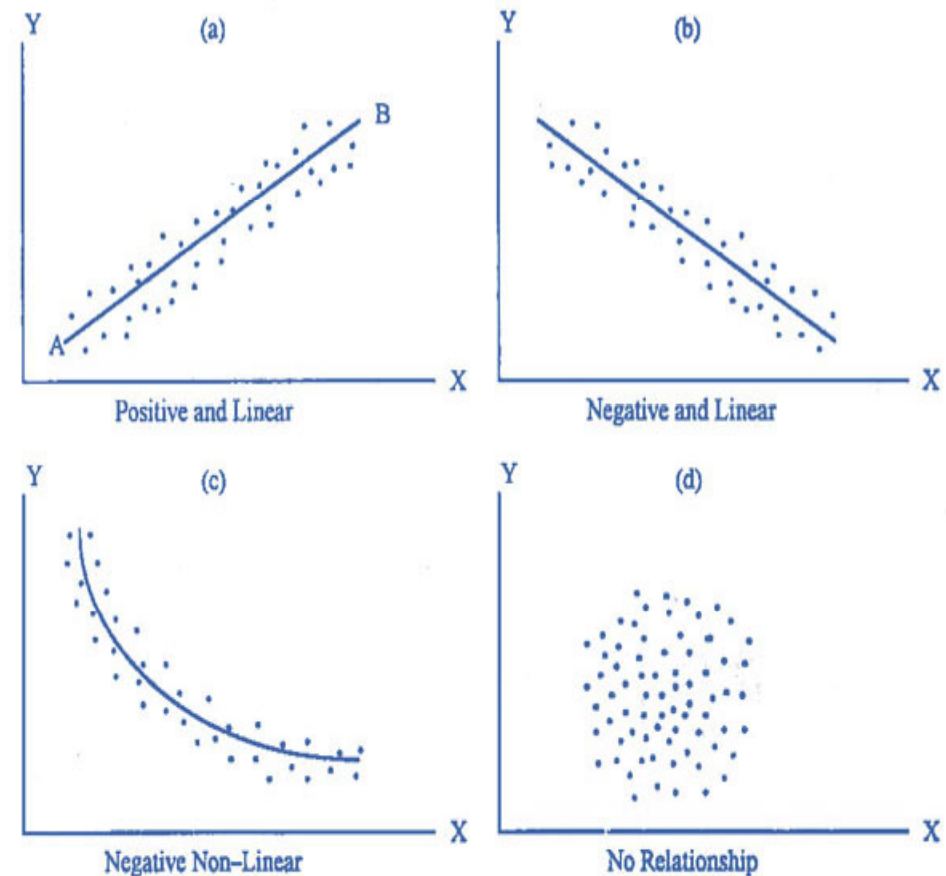 Y (a)
B
A
X
Positive and Linear
Y (b)
X
Negative and Linear
Y (c)
X
Negative Non–Linear
Y (d)
X
No Relationship